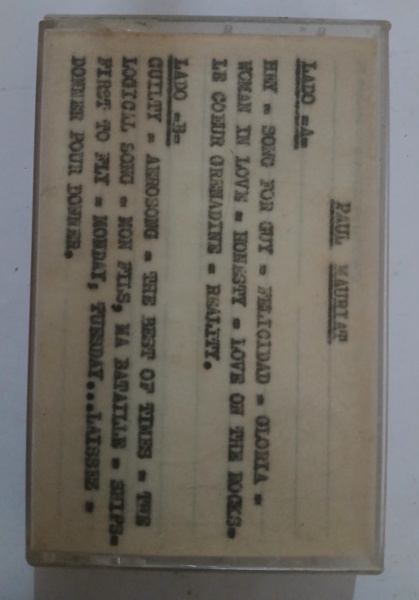 PAUL MAURIAT
LADO =A=
HEY = SONG FOR GUY = FELICIDAD = GLORIA =
WOMAN IN LOVE = HONESTY = LOVE ON THE ROCKS=
LE COEUR GRENADINE = REALITY.
LADO =B=
GUILTY = AEROSONG = THE BEST OF TIMES = THE
LOGICAL SONG = MON FILS, MA BATAILLE = SHIPS=
FIRST TO FLY = MONDAY, TUESDAY...LAISSEZ =
DONNER POUR DONNER.